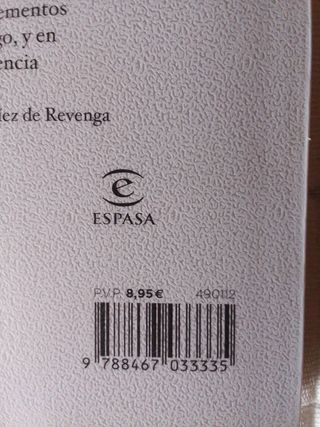 ementos
go, y en
encia
ez de Revenga
e
ESPASA
P.V.P. 8,95 € 490112
9 788467 033335